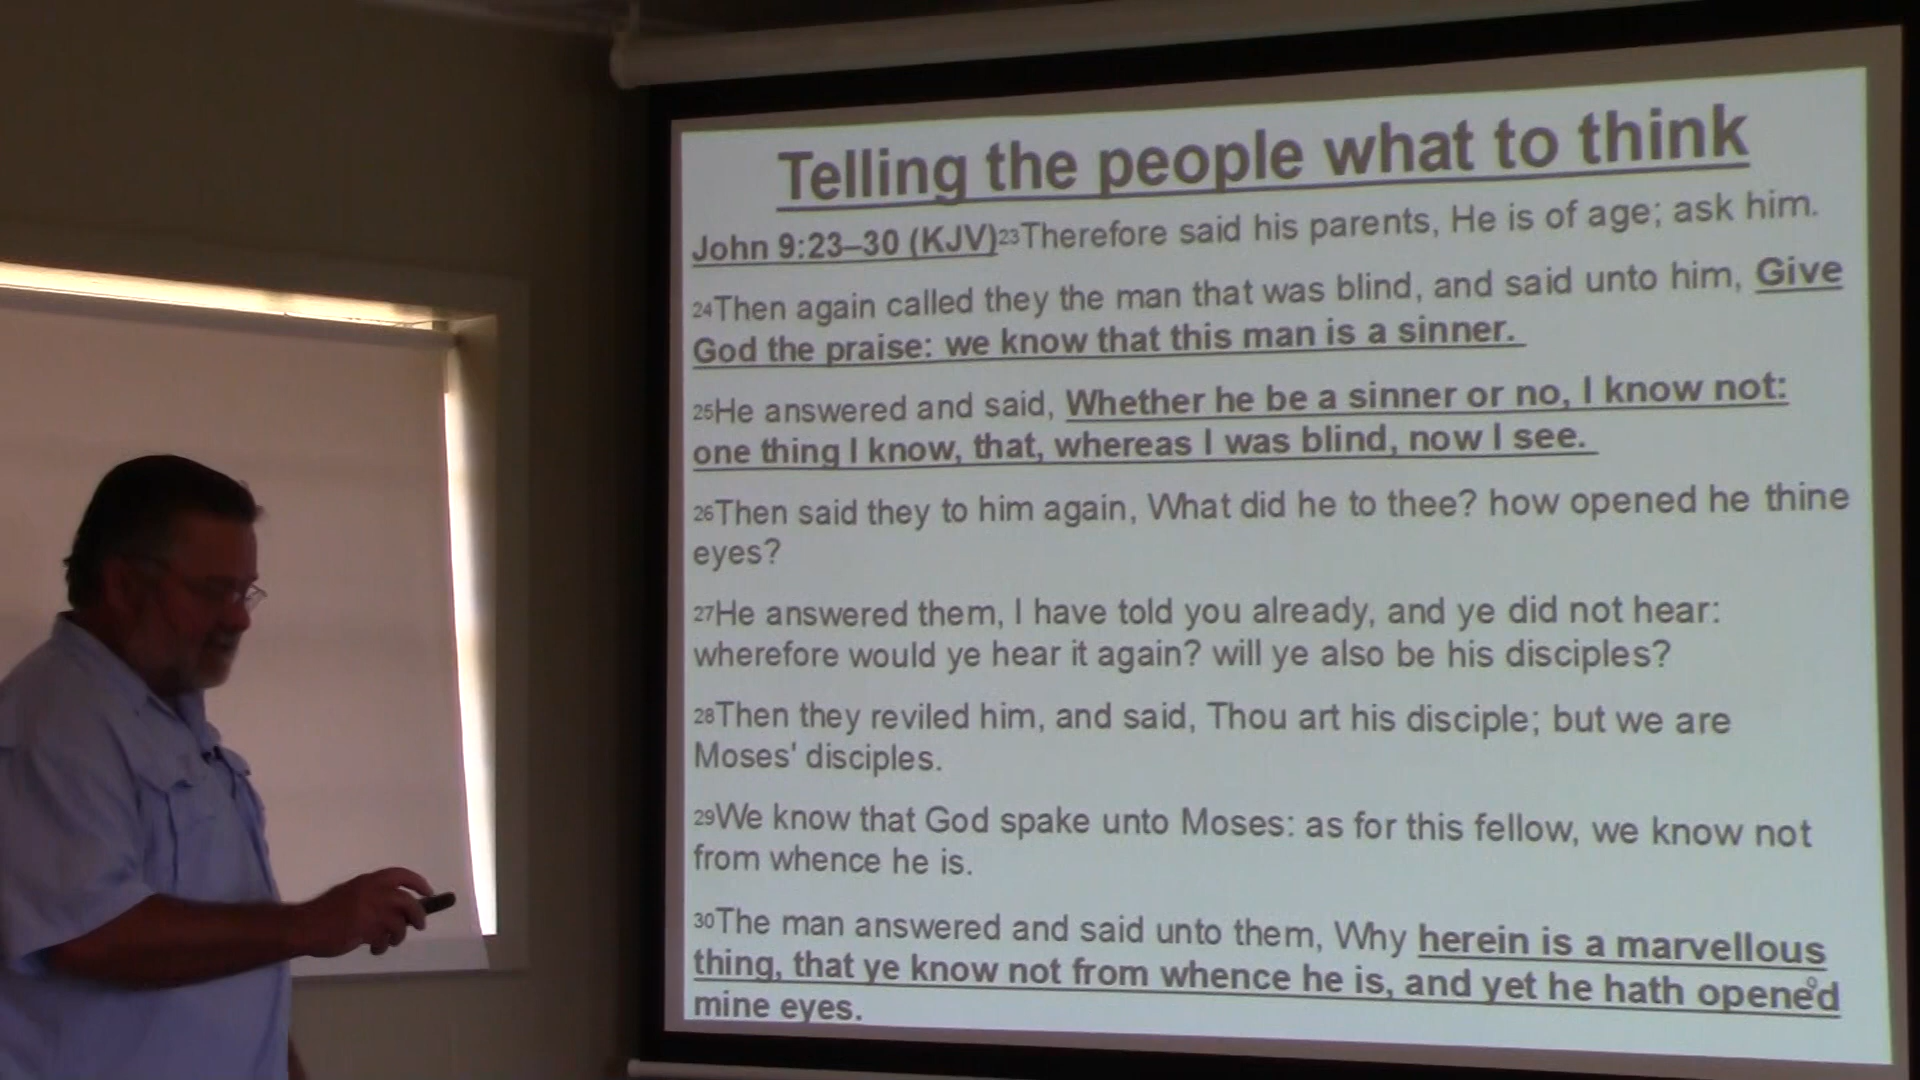 Telling the people what to think
John 9:23–30 (KJV)23Therefore said his parents, He is of age; ask him.
24Then again called they the man that was blind, and said unto him, Give
God the praise: we know that this man is a sinner.
25He answered and said, Whether he be a sinner or no, I know not:
one thing I know, that, whereas I was blind, now I see.
26Then said they to him again, What did he to thee? how opened he thine
eyes?
27He answered them, I have told you already, and ye did not hear:
wherefore would ye hear it again? will ye also be his disciples?
28Then they reviled him, and said, Thou art his disciple; but we are
Moses' disciples.
29We know that God spake unto Moses: as for this fellow, we know not
from whence he is.
30The man answered and said unto them, Why herein is a marvellous
thing, that ye know not from whence he is, and yet he hath opened
mine eyes.